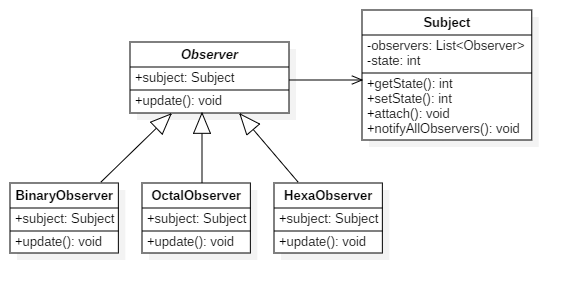 Observer
+subject: Subject
+update(): void
Subject
-observers: List<Observer>
-state: int
+getState(): int
+setState(): int
+attach(): void
+notifyAllObservers(): void
BinaryObserver
+subject: Subject
+update(): void
OctalObserver
+subject: Subject
+update(): void
HexaObserver
+subject: Subject
+update(): void